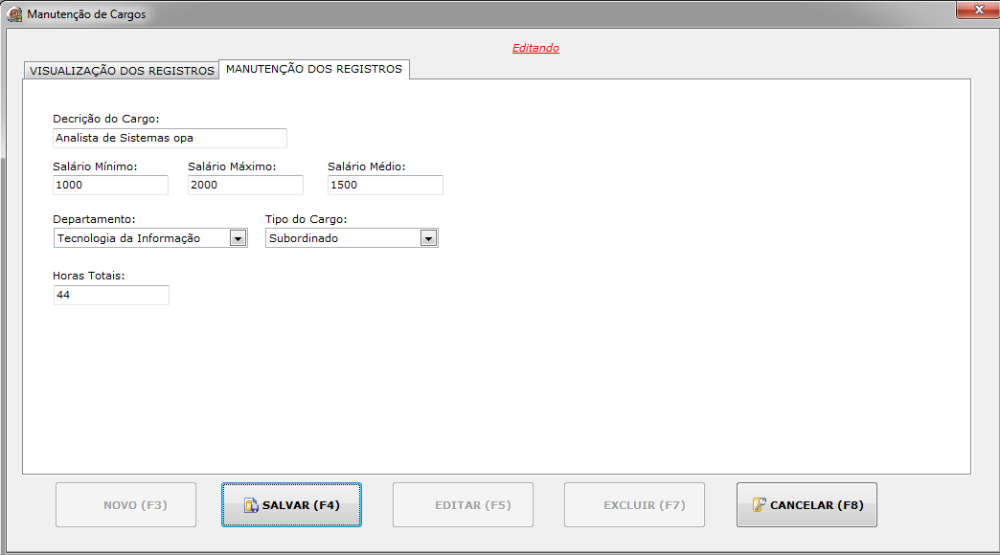 Manutenção de Cargos
Editando
VISUALIZAÇÃO DOS REGISTROS MANUTENÇÃO DOS REGISTROS
Decrição do Cargo:
Analista de Sistemas opa
Salário Mínimo: Salário Máximo: Salário Médio:
1000 2000 1500
Departamento: Tipo do Cargo:
Tecnologia da Informação Subordinado
Horas Totais:
44
NOVO (F3) SALVAR (F4) EDITAR (F5) EXCLUIR (F7) CANCELAR (F8)